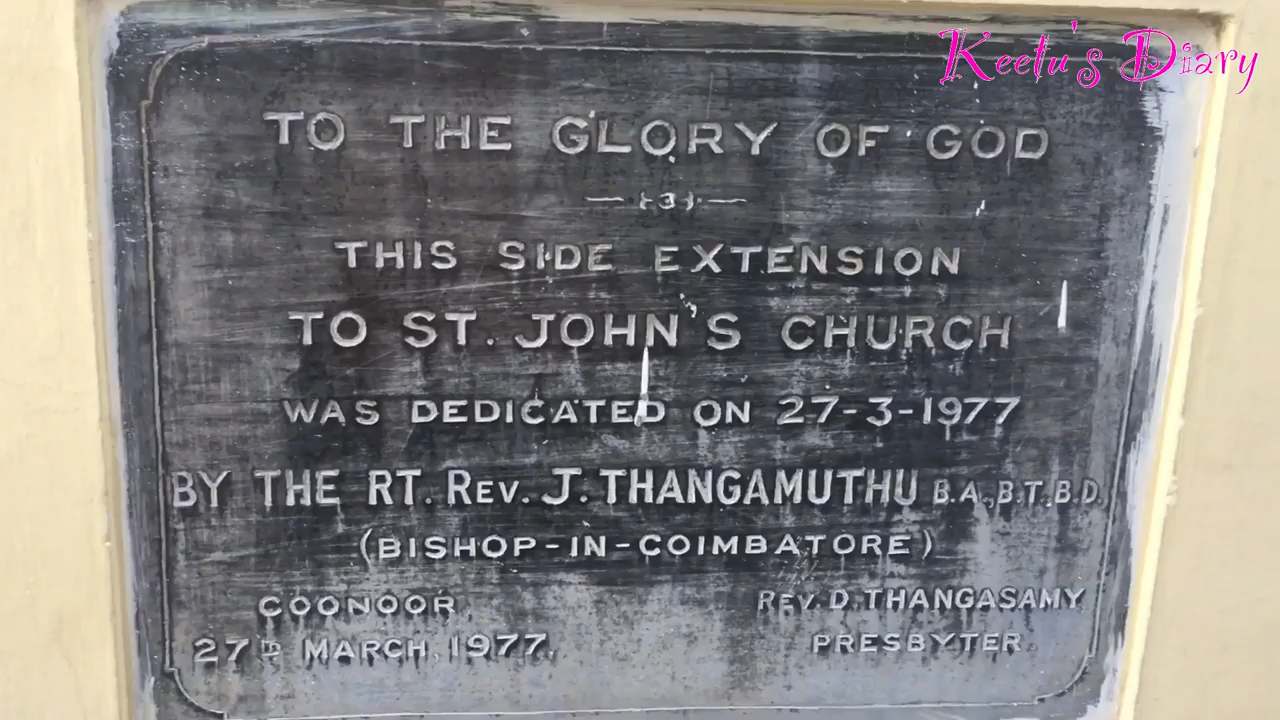 Keetu's Diary
TO THE GLORY OF GOD
THIS SIDE EXTENSION
TO ST. JOHN'S CHURCH
WAS DEDICATED ON 27-3-1977
BY THE RT. REV. J. THANGAMUTHU B.A.,B.T.,B.D.
(BISHOP-IN-COIMBATORE)
COONOOR, REV. D. THANGASAMY
27TH MARCH, 1977. PRESBYTER.